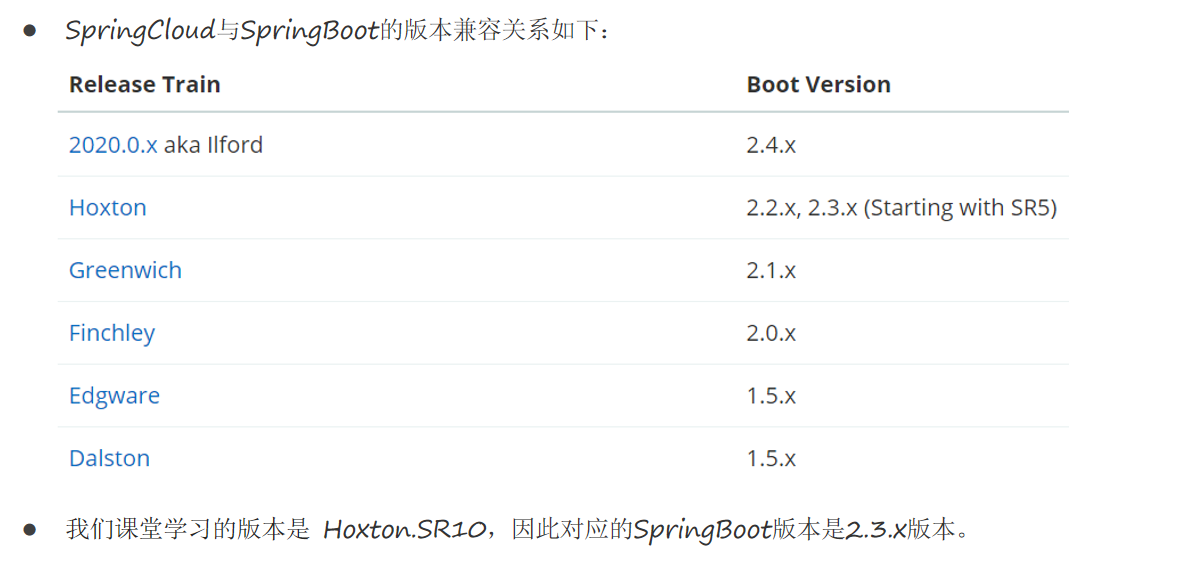 SpringCloud与SpringBoot的版本兼容关系如下：
Release Train Boot Version
2020.0.x aka Ilford 2.4.x
Hoxton 2.2.x, 2.3.x (Starting with SR5)
Greenwich 2.1.x
Finchley 2.0.x
Edgware 1.5.x
Dalston 1.5.x
我们课堂学习的版本是 Hoxton.SR10，因此对应的SpringBoot版本是2.3.x版本。